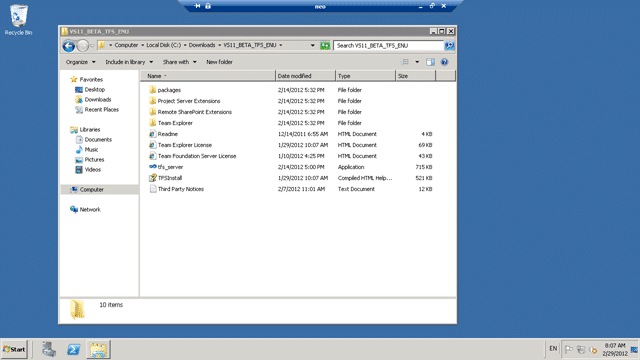 neo
Recycle Bin
VS11_BETA_TFS_ENU
Computer Local Disk (C:) Downloads VS11_BETA_TFS_ENU
Search VS11_BETA_TFS_ENU
Organize Include in library Share with New folder
Name Date modified Type Size
Favorites
Desktop
Downloads
Recent Places
Libraries
Documents
Music
Pictures
Videos
Computer
Network
packages 2/14/2012 5:32 PM File folder
Project Server Extensions 2/14/2012 5:32 PM File folder
Remote SharePoint Extensions 2/14/2012 5:32 PM File folder
Team Explorer 2/14/2012 5:32 PM File folder
Readme 12/14/2011 6:55 AM HTML Document 4 KB
Team Explorer License 1/29/2012 10:07 AM HTML Document 69 KB
Team Foundation Server License 1/10/2012 4:25 PM HTML Document 43 KB
tfs_server 2/14/2012 5:00 PM Application 715 KB
TFSInstall 1/29/2012 10:07 AM Compiled HTML Help... 521 KB
Third Party Notices 2/7/2012 11:01 AM Text Document 12 KB
10 items
Start
EN
8:07 AM
2/29/2012